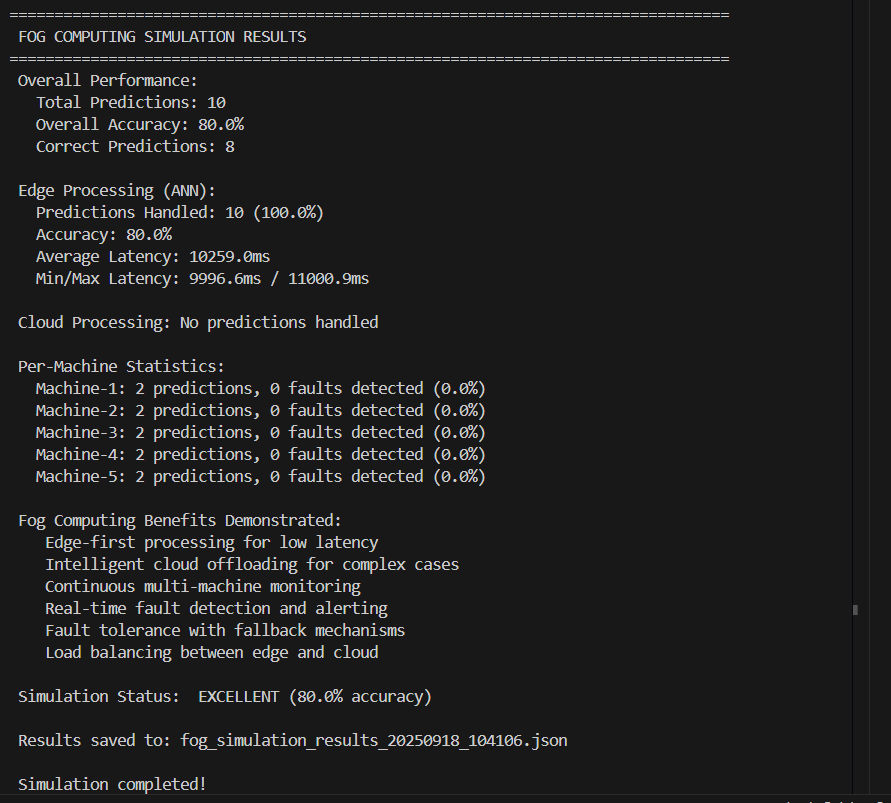 ================================================================================
FOG COMPUTING SIMULATION RESULTS
================================================================================
Overall Performance:
Total Predictions: 10
Overall Accuracy: 80.0%
Correct Predictions: 8
Edge Processing (ANN):
Predictions Handled: 10 (100.0%)
Accuracy: 80.0%
Average Latency: 10259.0ms
Min/Max Latency: 9996.6ms / 11000.9ms
Cloud Processing: No predictions handled
Per-Machine Statistics:
Machine-1: 2 predictions, 0 faults detected (0.0%)
Machine-2: 2 predictions, 0 faults detected (0.0%)
Machine-3: 2 predictions, 0 faults detected (0.0%)
Machine-4: 2 predictions, 0 faults detected (0.0%)
Machine-5: 2 predictions, 0 faults detected (0.0%)
Fog Computing Benefits Demonstrated:
Edge-first processing for low latency
Intelligent cloud offloading for complex cases
Continuous multi-machine monitoring
Real-time fault detection and alerting
Fault tolerance with fallback mechanisms
Load balancing between edge and cloud
Simulation Status:  EXCELLENT (80.0% accuracy)
Results saved to: fog_simulation_results_20250918_104106.json
Simulation completed!